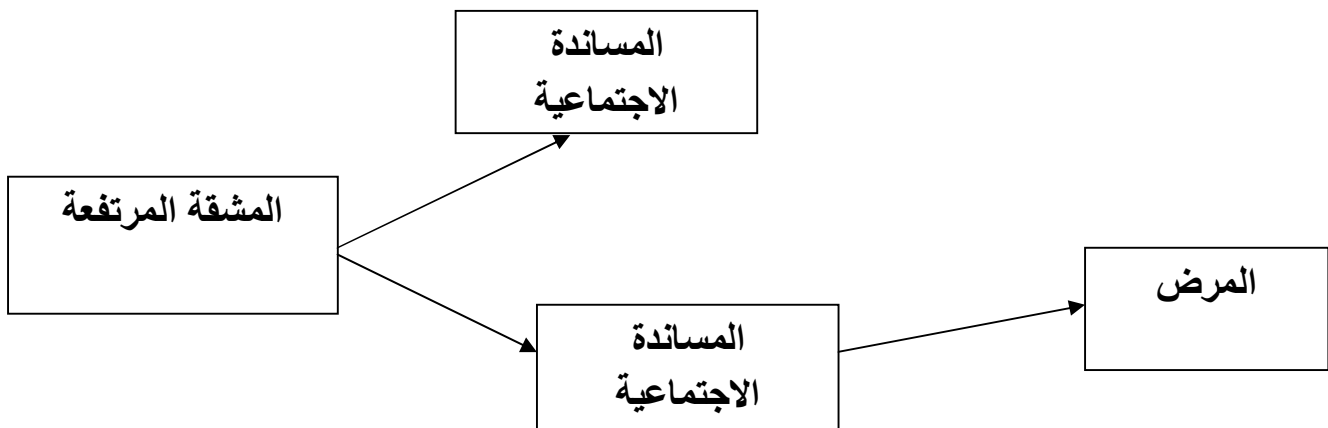 المساندة
الاجتماعية
المشقة المرتفعة
المرض
المساندة
الاجتماعية